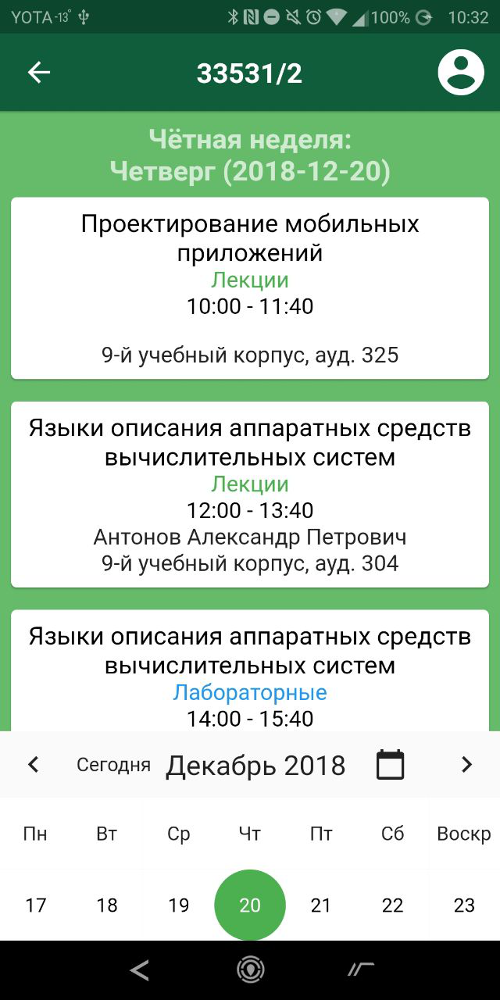 YOTA -13° 100% 10:32
33531/2
Чётная неделя:
Четверг (2018-12-20)
Проектирование мобильных
приложений
Лекции
10:00 - 11:40
9-й учебный корпус, ауд. 325
Языки описания аппаратных средств
вычислительных систем
Лекции
12:00 - 13:40
Антонов Александр Петрович
9-й учебный корпус, ауд. 304
Языки описания аппаратных средств
вычислительных систем
Лабораторные
14:00 - 15:40
Сегодня Декабрь 2018
Пн Вт Ср Чт Пт Сб Воскр
17 18 19 20 21 22 23